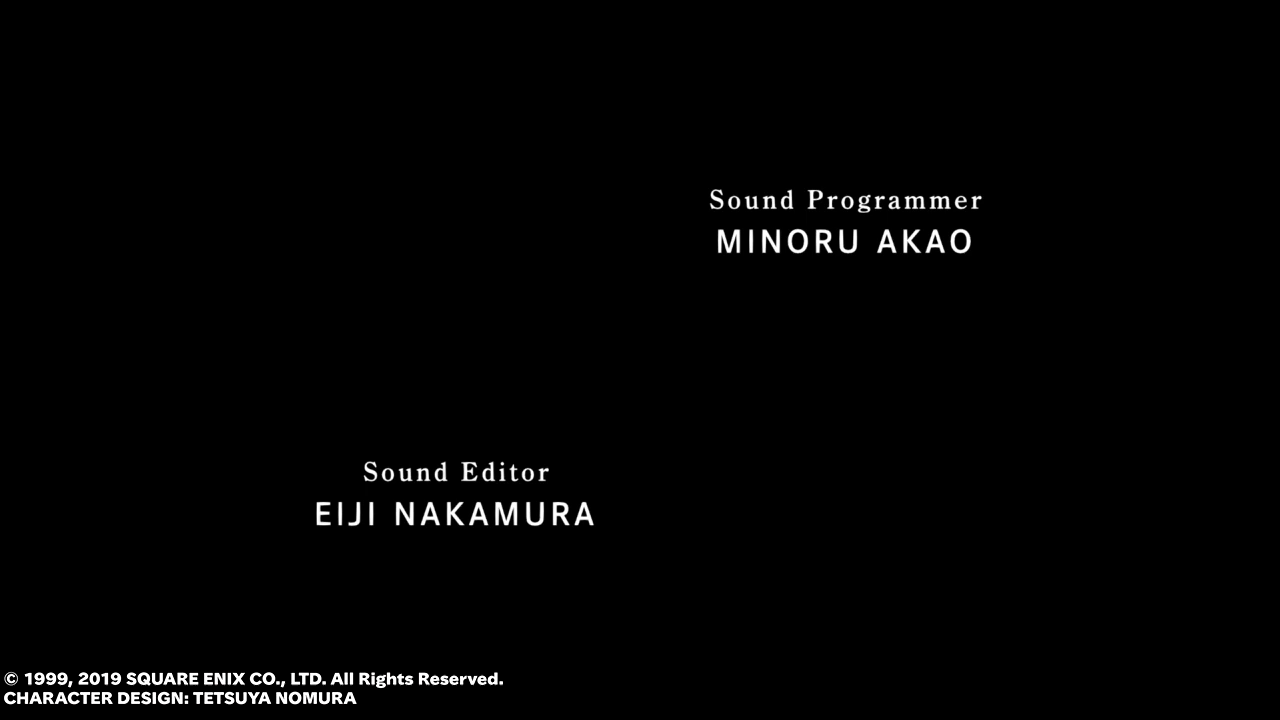 Sound Programmer
MINORU AKAO
Sound Editor
EIJI NAKAMURA
© 1999, 2019 SQUARE ENIX CO., LTD. All Rights Reserved.
CHARACTER DESIGN: TETSUYA NOMURA